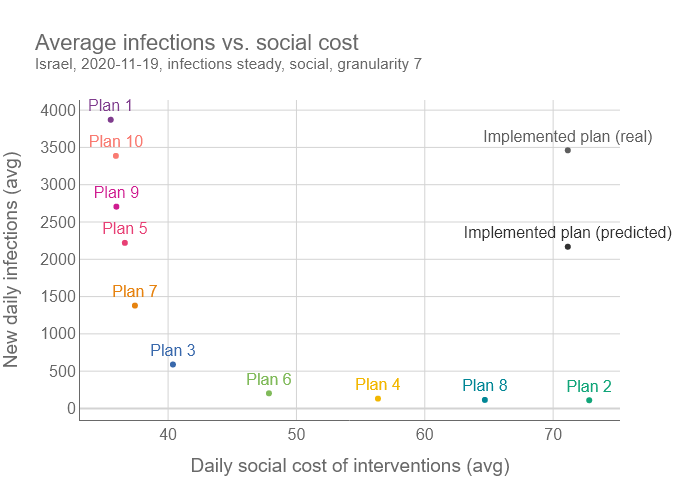 Average infections vs. social cost
Israel, 2020-11-19, infections steady, social, granularity 7
New daily infections (avg)
4000
3500
3000
2500
2000
1500
1000
500
0
Plan 1
Plan 10
Implemented plan (real)
Plan 9
Plan 5
Implemented plan (predicted)
Plan 7
Plan 3
Plan 6
Plan 4
Plan 8
Plan 2
40
50
60
70
Daily social cost of interventions (avg)